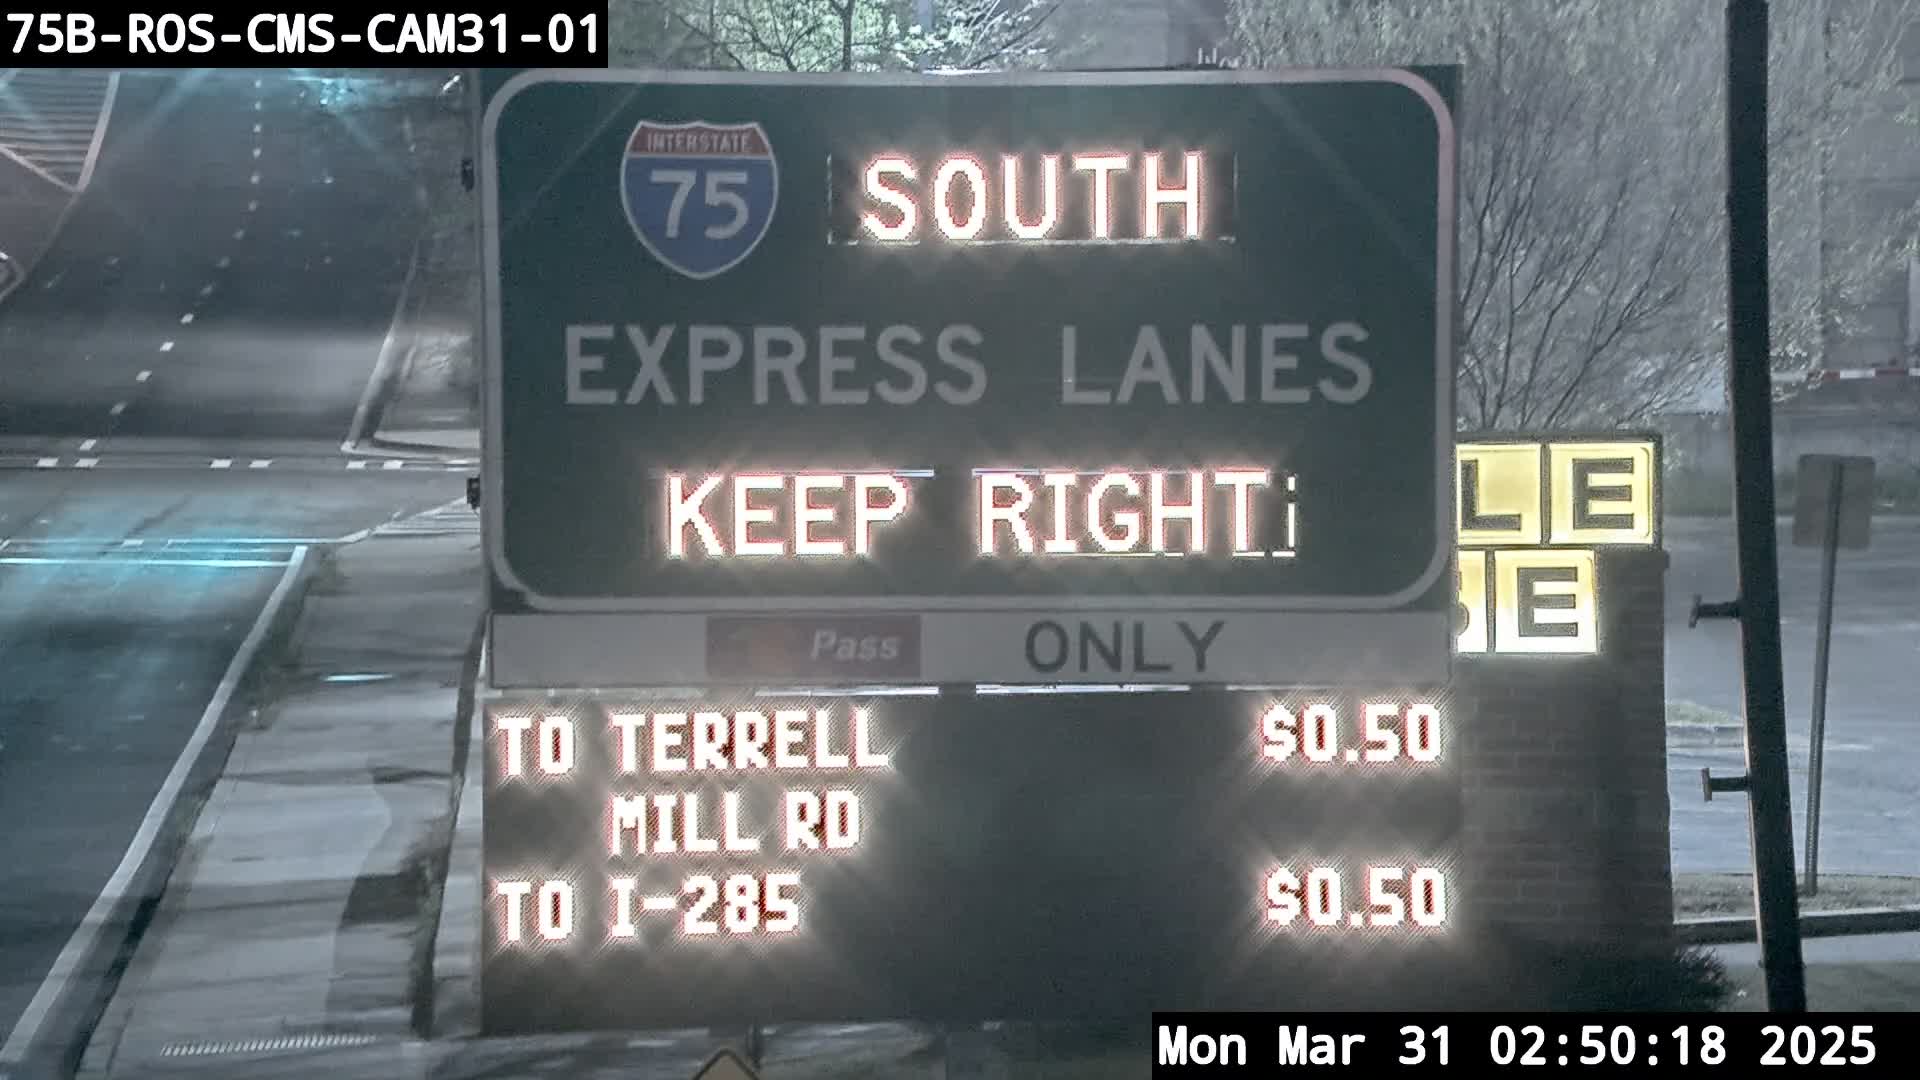 75B-ROS-CMS-CAM31-01
INTERSTATE
75
SOUTH
EXPRESS LANES
KEEP RIGHT
Pass ONLY
TO TERRELL $0.50
MILL RD
TO I-285 $0.50
LE
E
Mon Mar 31 02:50:18 2025